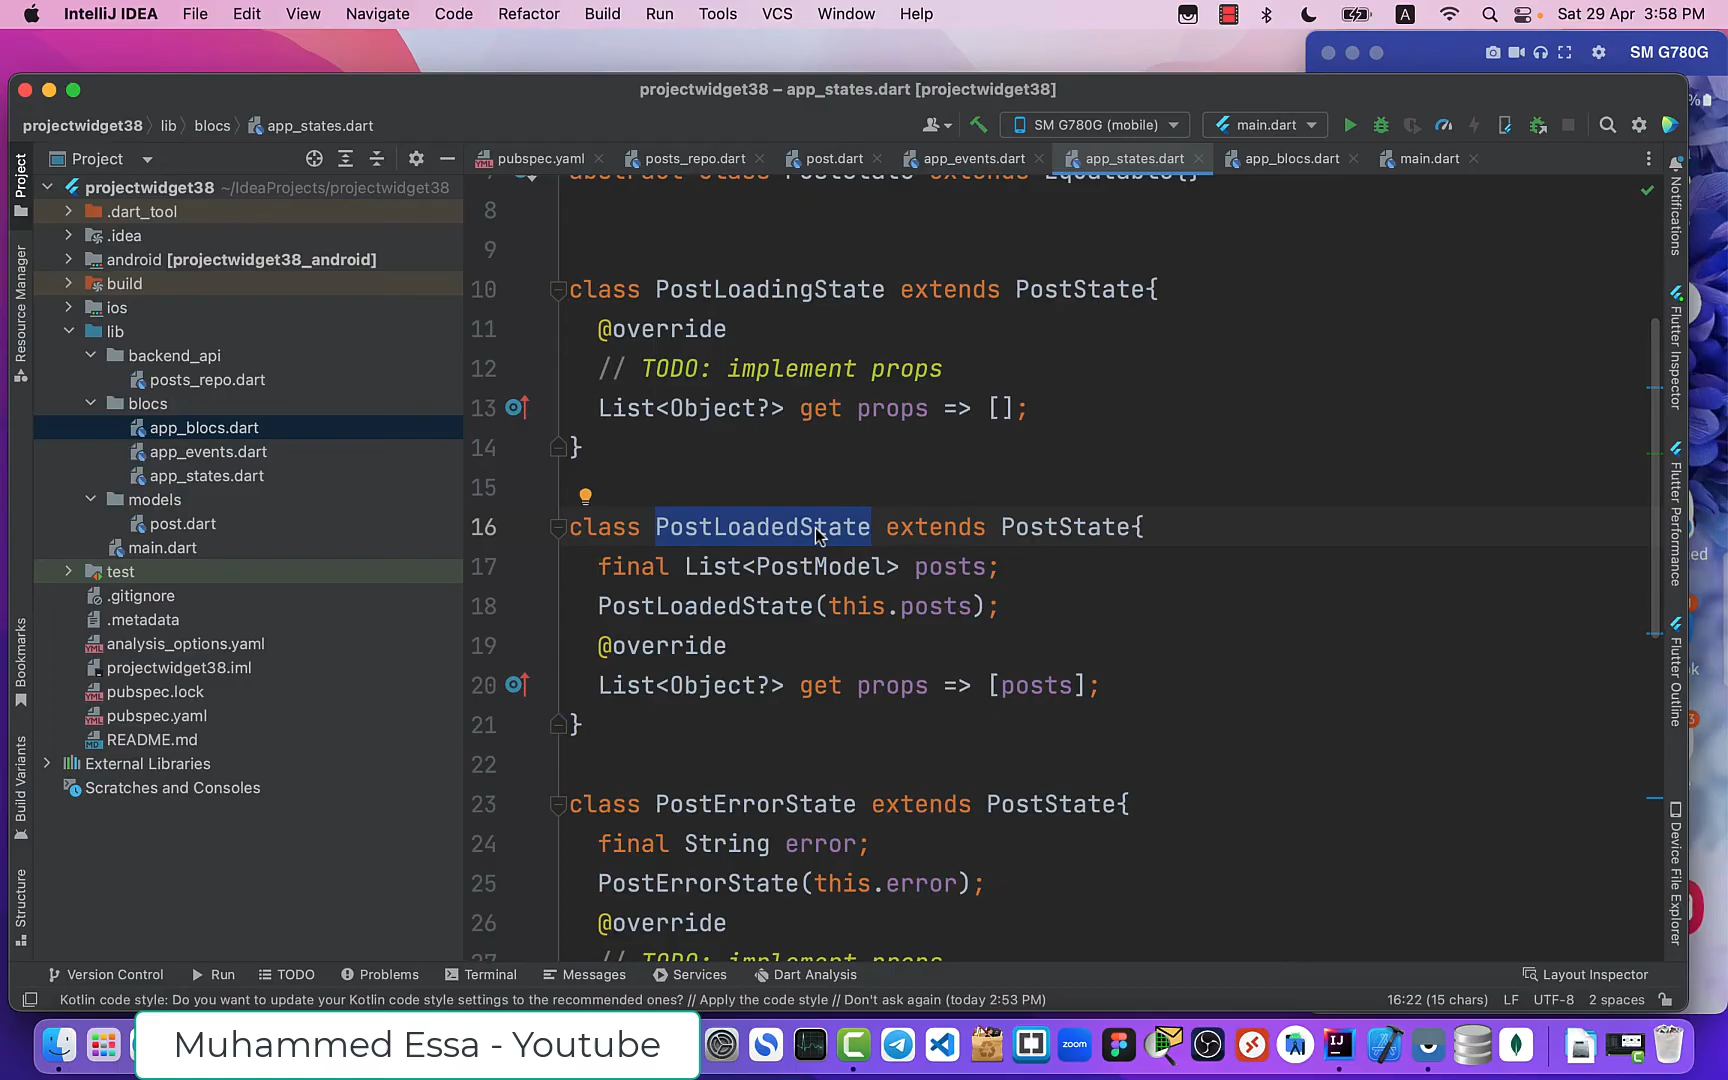 IntelliJ IDEA File Edit View Navigate Code Refactor Build Run Tools VCS Window Help A Sat 29 Apr 3:58 PM
SM G780G
projectwidget38 – app_states.dart [projectwidget38]
projectwidget38 lib blocs app_states.dart SM G780G (mobile) main.dart
Project pubspec.yaml posts_repo.dart post.dart app_events.dart app_states.dart app_blocs.dart main.dart
projectwidget38 ~/IdeaProjects/projectwidget38
.dart_tool
.idea
android [projectwidget38_android]
build
ios
lib
backend_api
posts_repo.dart
blocs
app_blocs.dart
app_events.dart
app_states.dart
models
post.dart
main.dart
test
.gitignore
.metadata
analysis_options.yaml
projectwidget38.iml
pubspec.lock
pubspec.yaml
README.md
External Libraries
Scratches and Consoles
Project
Resource Manager
Bookmarks
Build Variants
Structure
abstract class PostState extends Equatable{}
8
9
10 class PostLoadingState extends PostState{
11 @override
12 // TODO: implement props
13 List<Object?> get props => [];
14 }
15
16 class PostLoadedState extends PostState{
17 final List<PostModel> posts;
18 PostLoadedState(this.posts);
19 @override
20 List<Object?> get props => [posts];
21 }
22
23 class PostErrorState extends PostState{
24 final String error;
25 PostErrorState(this.error);
26 @override
27 // TODO: implement props
Notifications
Flutter Inspector
Flutter Performance
Flutter Outline
Device File Explorer
Version Control Run TODO Problems Terminal Messages Services Dart Analysis Layout Inspector
Kotlin code style: Do you want to update your Kotlin code style settings to the recommended ones? // Apply the code style // Don't ask again (today 2:53 PM) 16:22 (15 chars) LF UTF-8 2 spaces
Muhammed Essa - Youtube
zoom